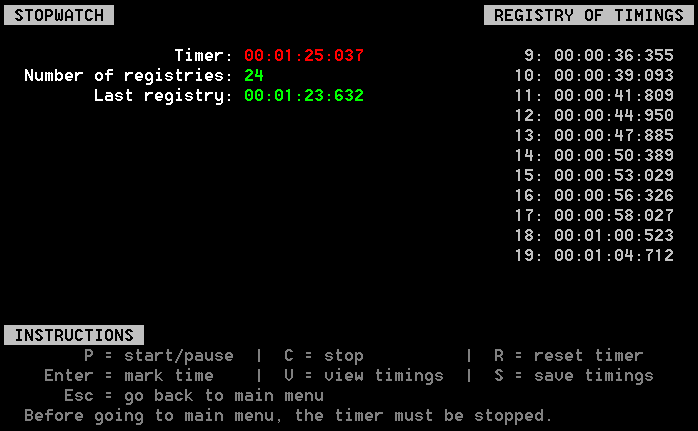 STOPWATCH
REGISTRY OF TIMINGS
Timer: 00:01:25:037
Number of registries: 24
Last registry: 00:01:23:632
9: 00:00:36:355
10: 00:00:39:093
11: 00:00:41:809
12: 00:00:44:950
13: 00:00:47:885
14: 00:00:50:389
15: 00:00:53:029
16: 00:00:56:326
17: 00:00:58:027
18: 00:01:00:523
19: 00:01:04:712
INSTRUCTIONS
P = start/pause | C = stop | R = reset timer
Enter = mark time | V = view timings | S = save timings
Esc = go back to main menu
Before going to main menu, the timer must be stopped.